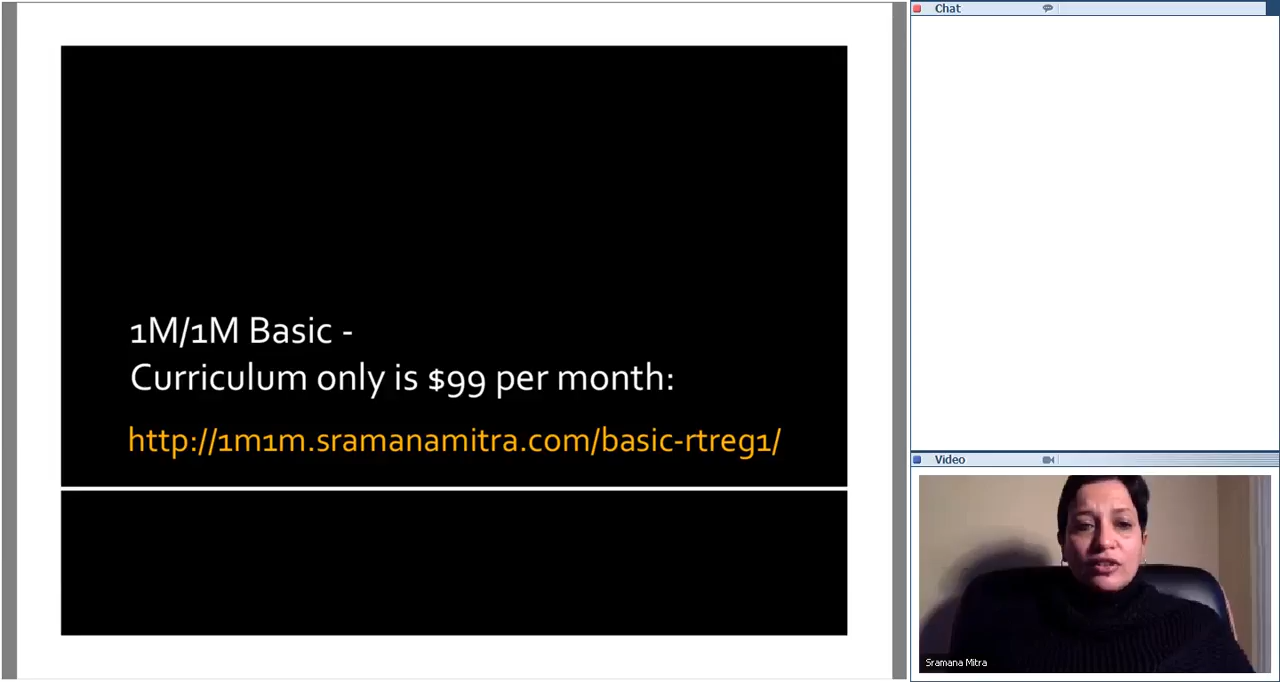 1M/1M Basic -
Curriculum only is $99 per month:
http://1m1m.sramanamitra.com/basic-rtreg1/
Chat
Video
Sramana Mitra